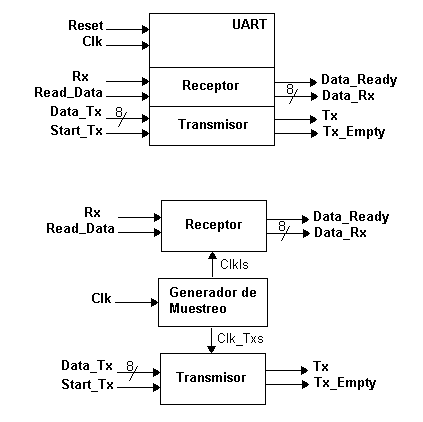 Reset
UART
Clk
Rx
Receptor
Data_Ready
Read_Data
8
Data_Rx
Data_Tx
8
Transmisor
Tx
Start_Tx
Tx_Empty
Rx
Receptor
Data_Ready
Read_Data
8
Data_Rx
Clkls
Clk
Generador de
Muestreo
Clk_Txs
Data_Tx
8
Transmisor
Tx
Start_Tx
Tx_Empty